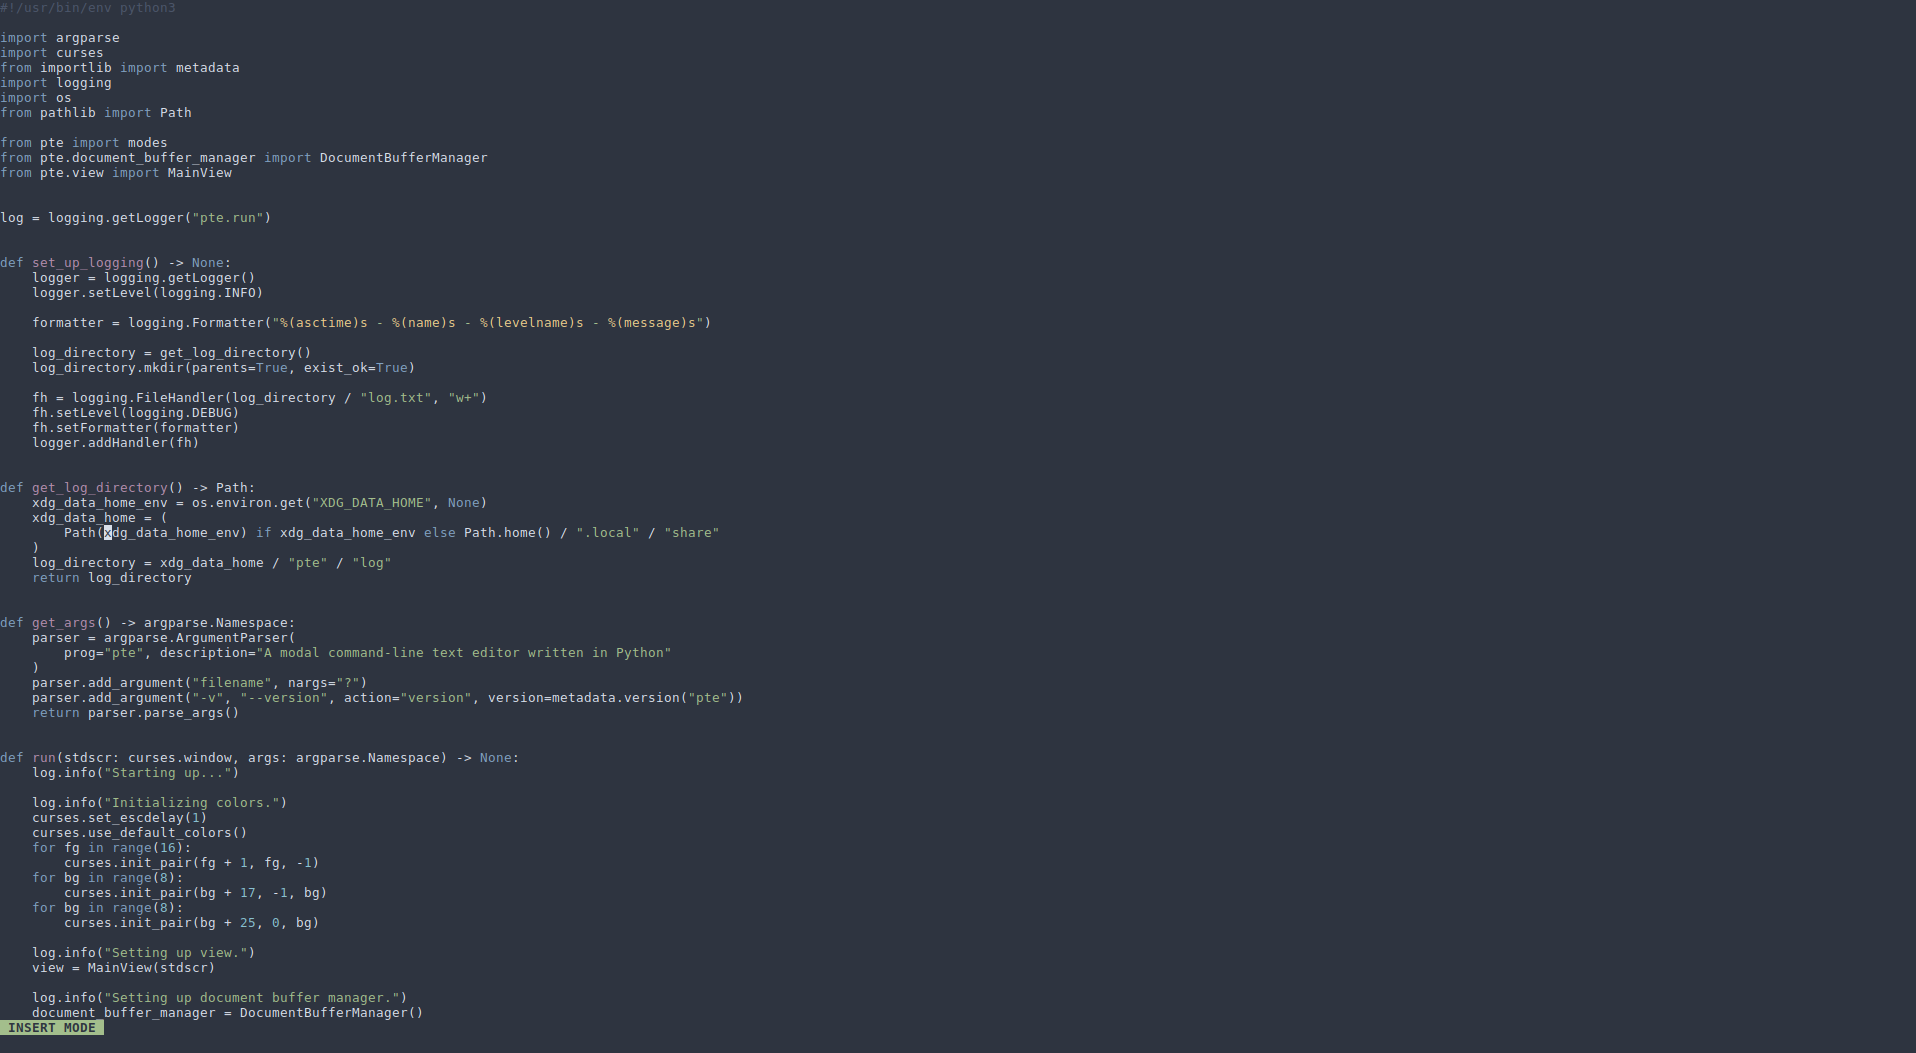 #!/usr/bin/env python3

import argparse
import curses
from importlib import metadata
import logging
import os
from pathlib import Path

from pte import modes
from pte.document_buffer_manager import DocumentBufferManager
from pte.view import MainView


log = logging.getLogger("pte.run")


def set_up_logging() -> None:
    logger = logging.getLogger()
    logger.setLevel(logging.INFO)

    formatter = logging.Formatter("%(asctime)s - %(name)s - %(levelname)s - %(message)s")

    log_directory = get_log_directory()
    log_directory.mkdir(parents=True, exist_ok=True)

    fh = logging.FileHandler(log_directory / "log.txt", "w+")
    fh.setLevel(logging.DEBUG)
    fh.setFormatter(formatter)
    logger.addHandler(fh)


def get_log_directory() -> Path:
    xdg_data_home_env = os.environ.get("XDG_DATA_HOME", None)
    xdg_data_home = (
        Path(xdg_data_home_env) if xdg_data_home_env else Path.home() / ".local" / "share"
    )
    log_directory = xdg_data_home / "pte" / "log"
    return log_directory


def get_args() -> argparse.Namespace:
    parser = argparse.ArgumentParser(
        prog="pte", description="A modal command-line text editor written in Python"
    )
    parser.add_argument("filename", nargs="?")
    parser.add_argument("-v", "--version", action="version", version=metadata.version("pte"))
    return parser.parse_args()


def run(stdscr: curses.window, args: argparse.Namespace) -> None:
    log.info("Starting up...")

    log.info("Initializing colors.")
    curses.set_escdelay(1)
    curses.use_default_colors()
    for fg in range(16):
        curses.init_pair(fg + 1, fg, -1)
    for bg in range(8):
        curses.init_pair(bg + 17, -1, bg)
    for bg in range(8):
        curses.init_pair(bg + 25, 0, bg)

    log.info("Setting up view.")
    view = MainView(stdscr)

    log.info("Setting up document buffer manager.")
    document_buffer_manager = DocumentBufferManager()
INSERT MODE